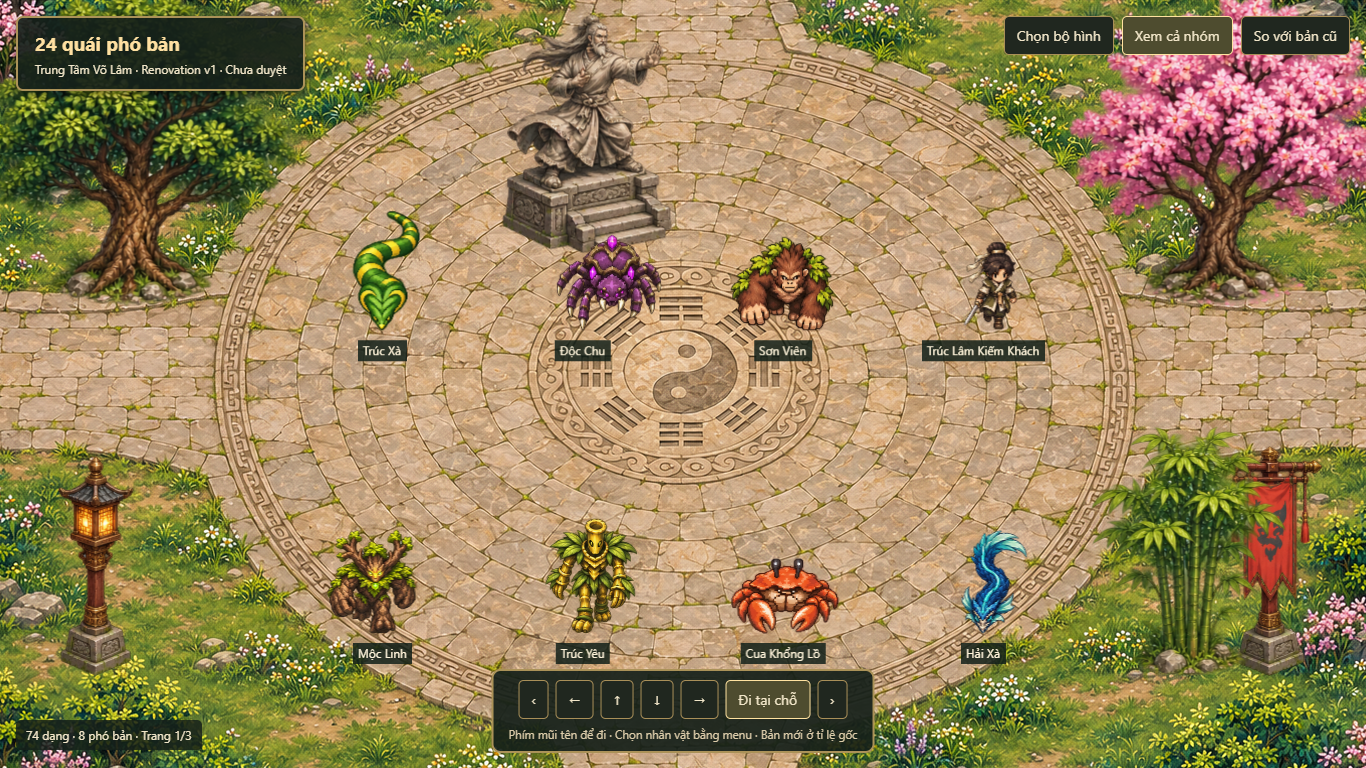 24 quái phó bản
Trung Tâm Võ Lâm · Renovation v1 · Chưa duyệt
Chọn bộ hình
Xem cả nhóm
So với bản cũ
Trúc Xà
Độc Chu
Sơn Viên
Trúc Lâm Kiếm Khách
Mộc Linh
Trúc Yêu
Cua Khổng Lồ
Hải Xà
‹ ← ↑ ↓ → Đi tại chỗ ›
Phím mũi tên để đi · Chọn nhân vật bằng menu · Bản mới ở tỉ lệ gốc
74 dạng · 8 phó bản · Trang 1/3